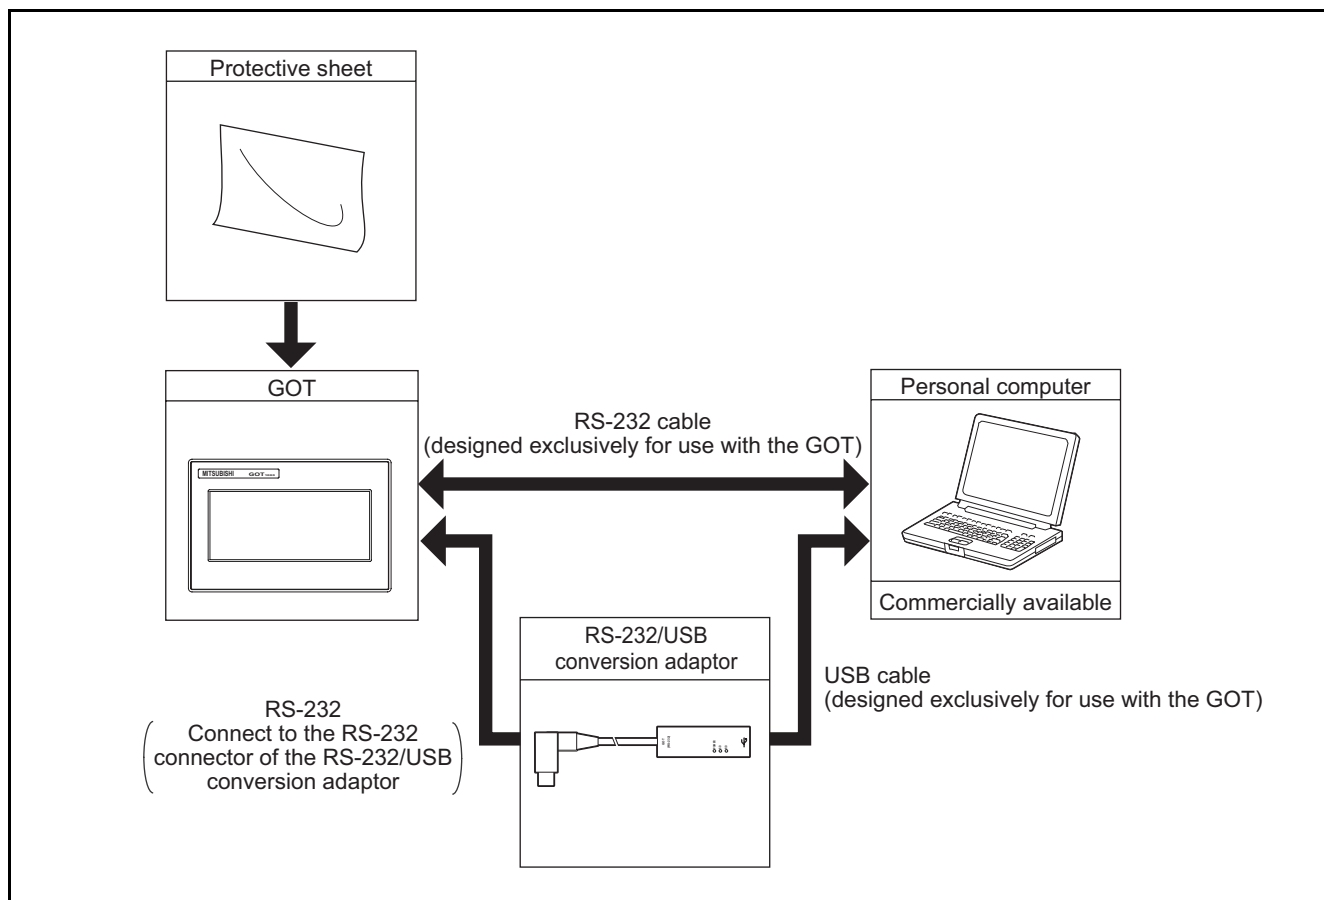 Protective sheet
GOT
MITSUBISHI GOT
RS-232 cable
(designed exclusively for use with the GOT)
Personal computer
Commercially available
RS-232/USB
conversion adaptor
USB cable
(designed exclusively for use with the GOT)
RS-232
Connect to the RS-232
connector of the RS-232/USB
conversion adaptor